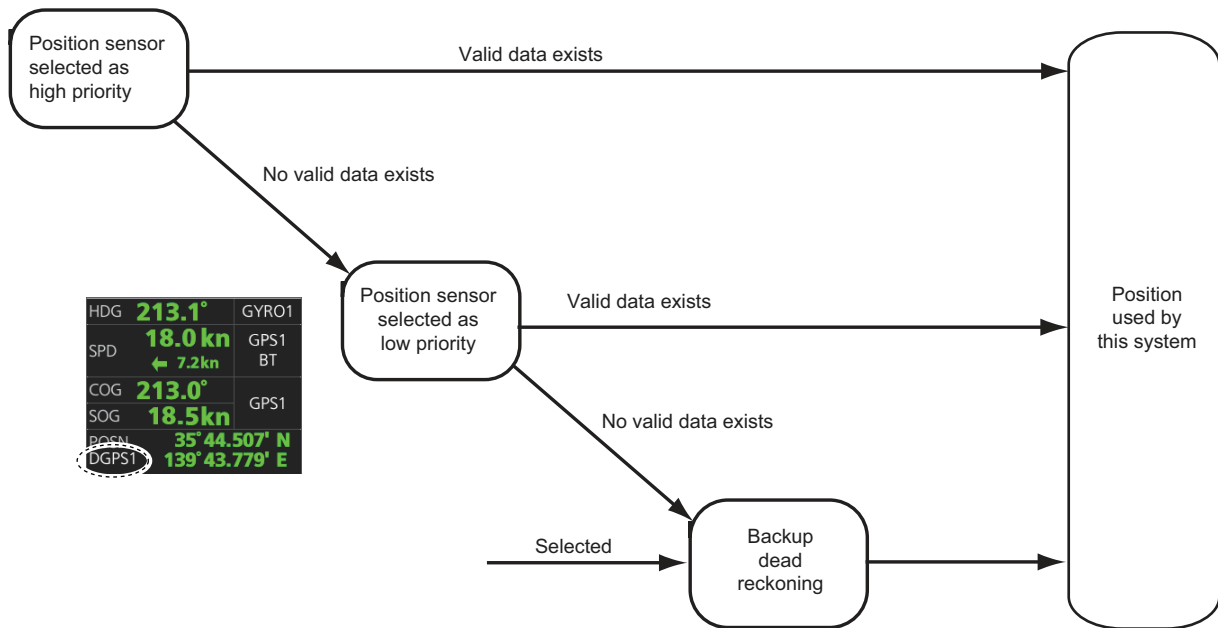 Position sensor
selected as
high priority
Valid data exists
No valid data exists
Position sensor
selected as
low priority
Valid data exists
No valid data exists
Selected
Backup
dead
reckoning
Position
used by
this system
HDG 213.1° GYRO1
SPD 18.0 kn GPS1
← 7.2kn BT
COG 213.0°
GPS1
SOG 18.5kn
POSN 35° 44.507' N
DGPS1 139° 43.779' E